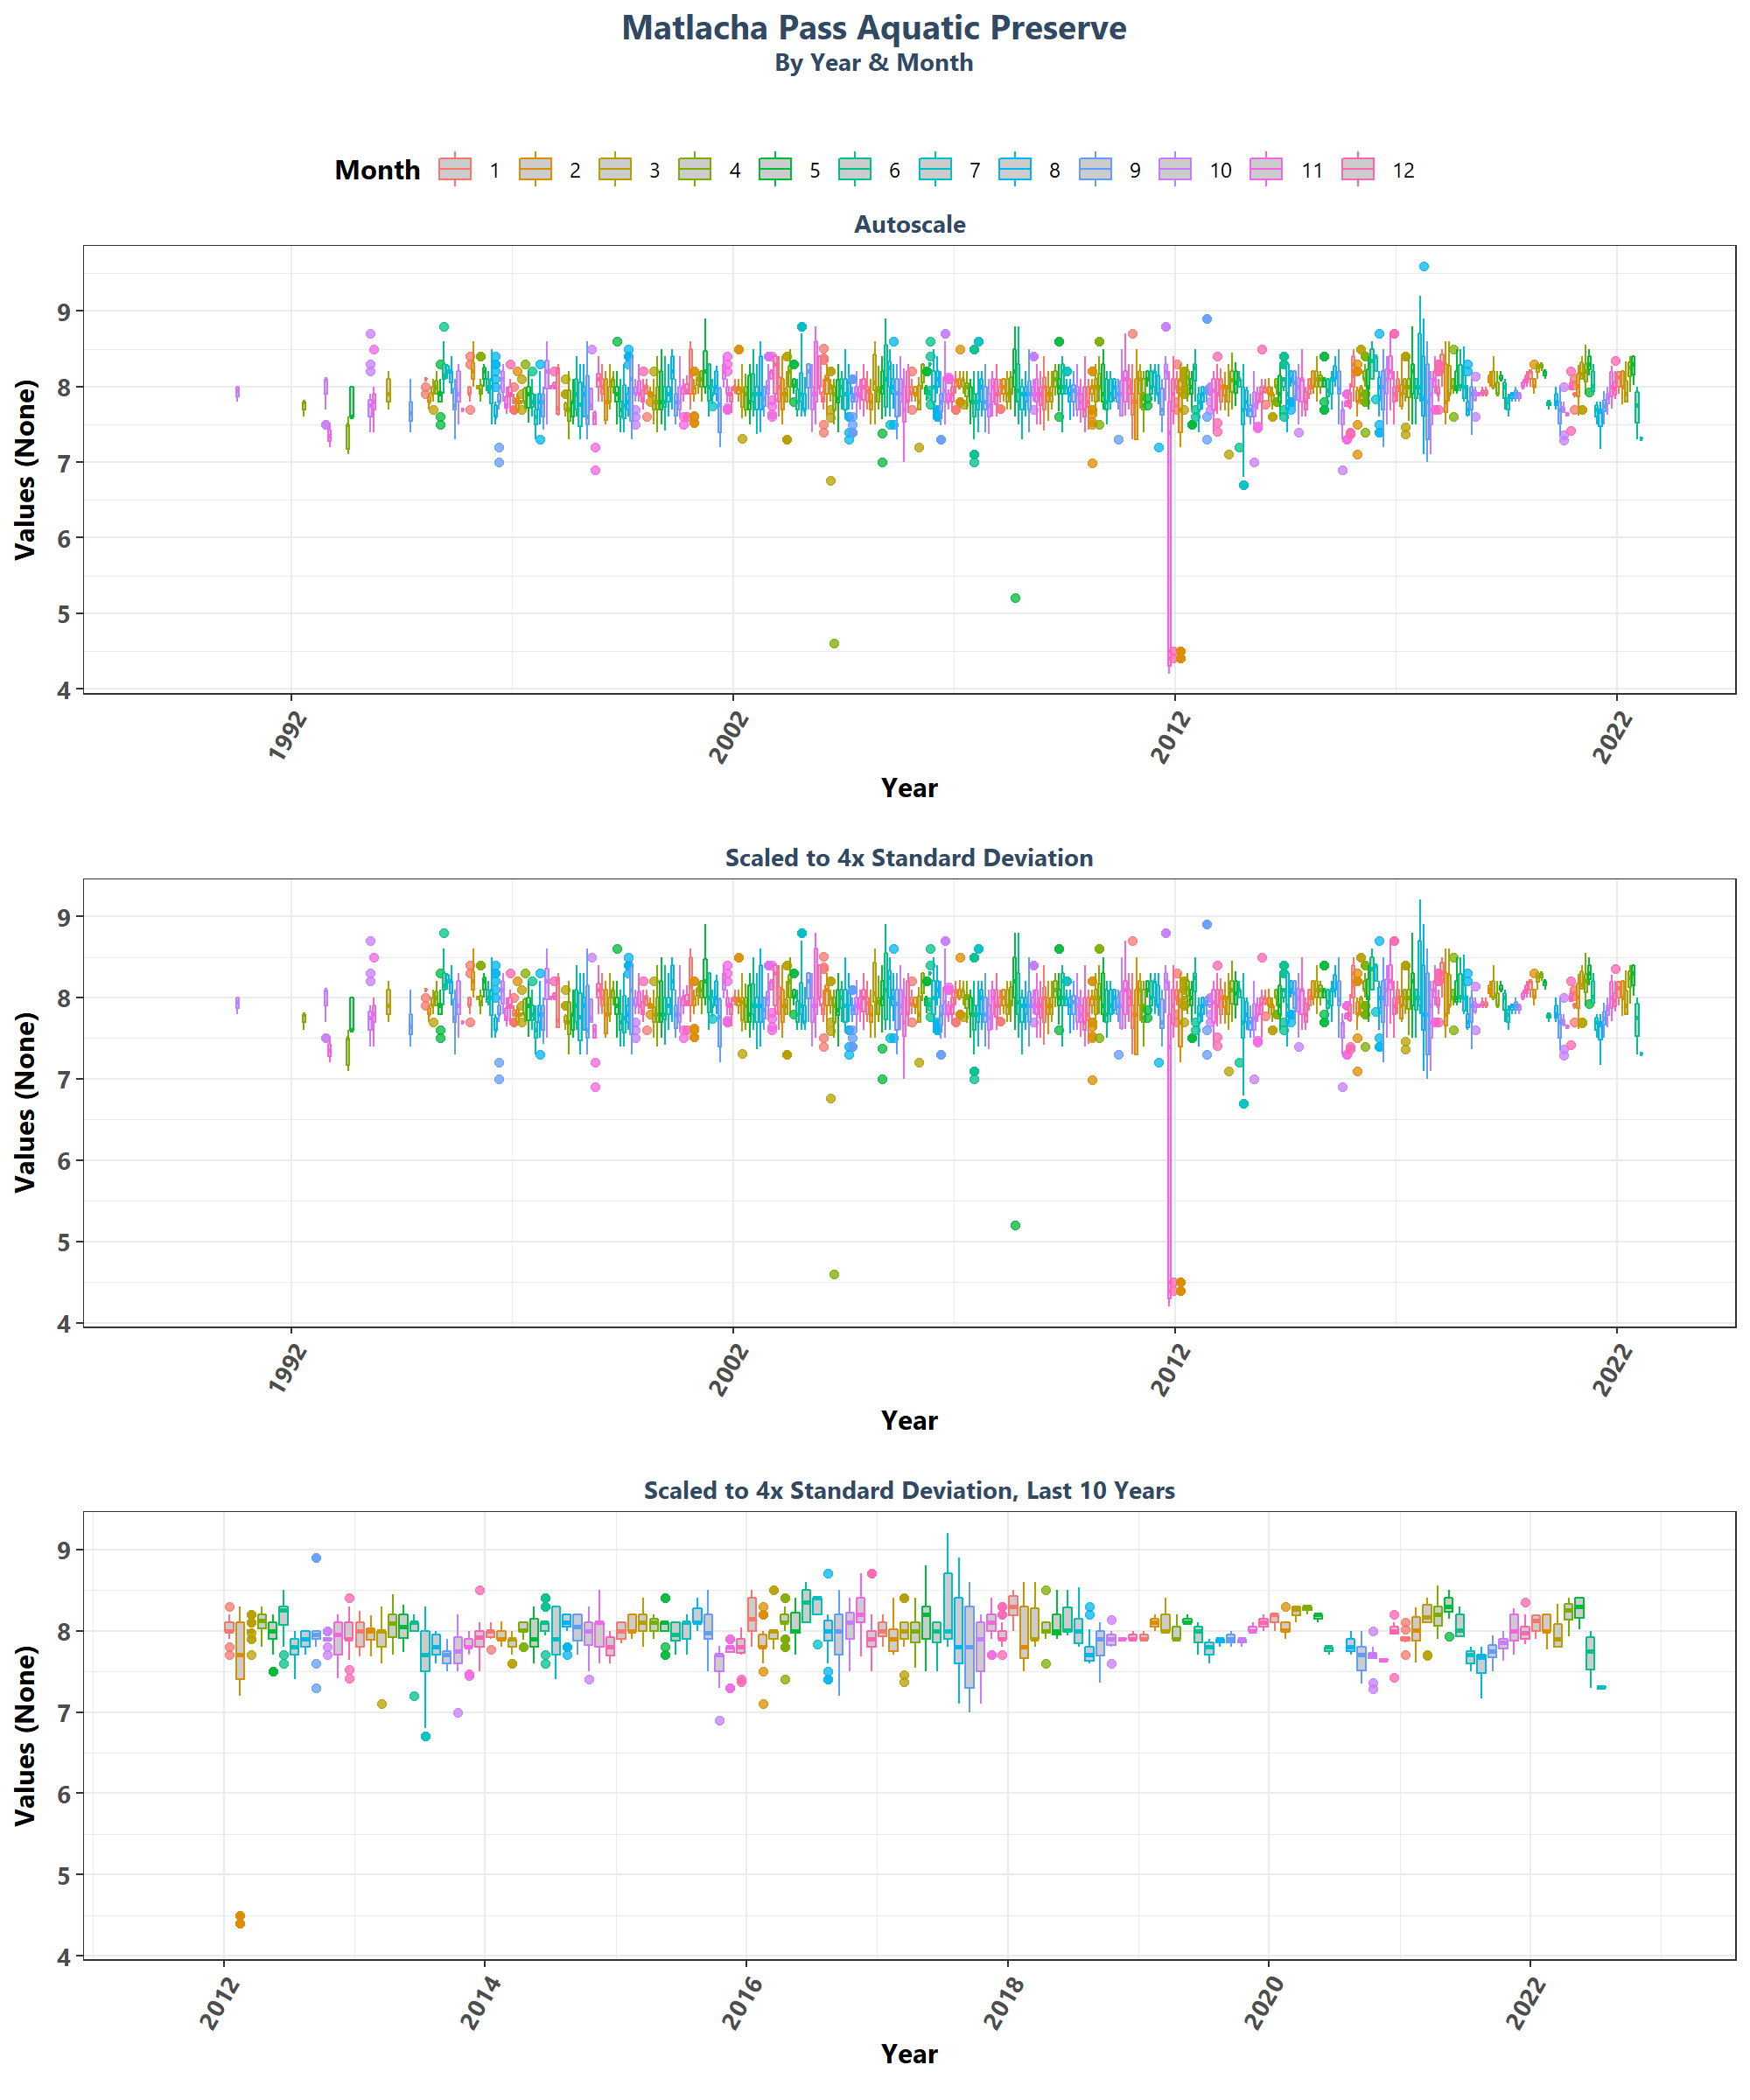 Matlacha Pass Aquatic Preserve
By Year & Month
Month 1 2 3 4 5 6 7 8 9 10 11 12
Autoscale
Values (None)
9
8
7
6
5
4
1992 2002 2012 2022
Year
Scaled to 4x Standard Deviation
Values (None)
9
8
7
6
5
4
1992 2002 2012 2022
Year
Scaled to 4x Standard Deviation, Last 10 Years
Values (None)
9
8
7
6
5
4
2012 2014 2016 2018 2020 2022
Year